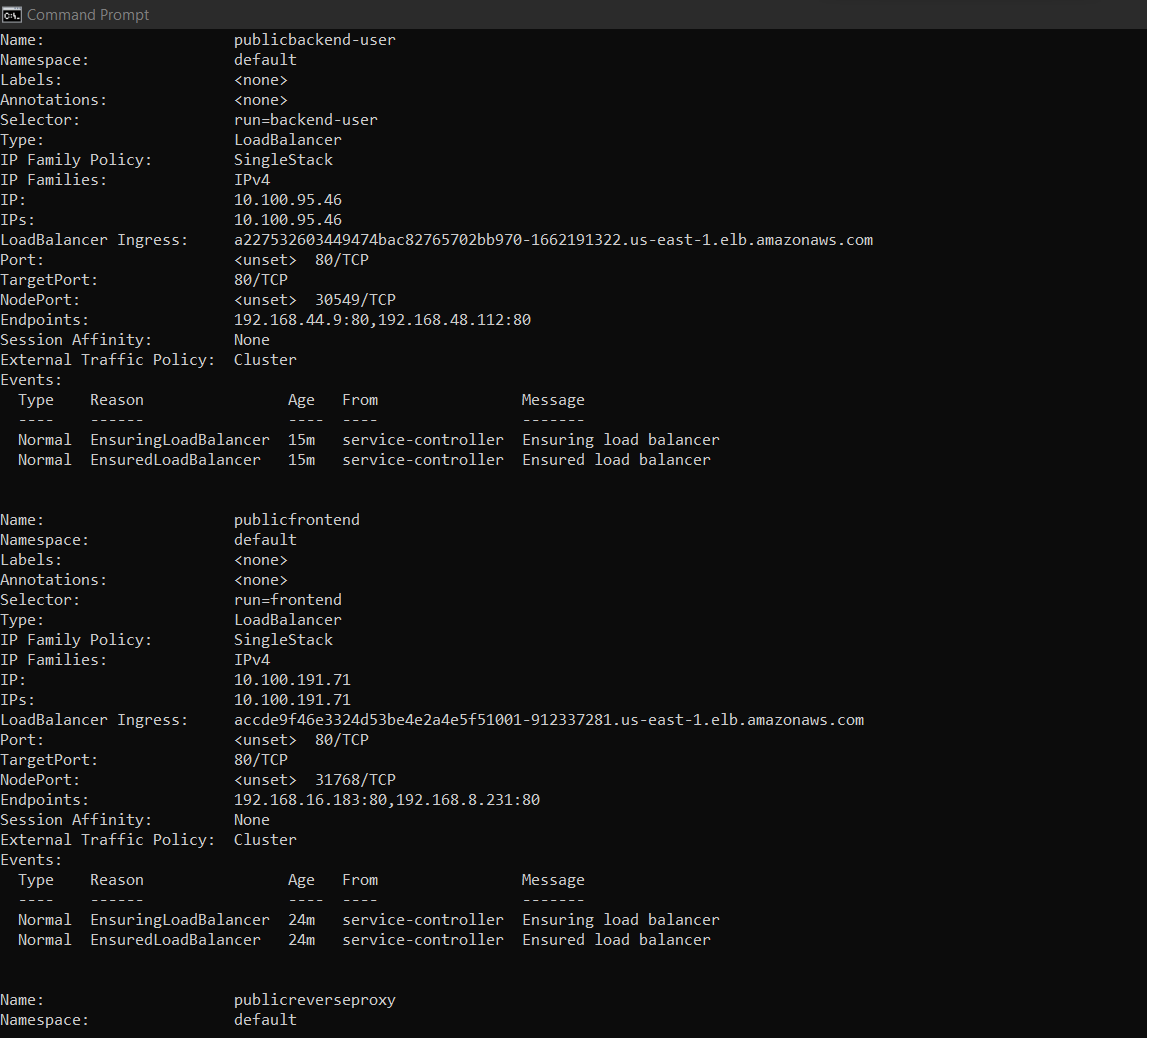 Command Prompt
Name:                     publicbackend-user
Namespace:                default
Labels:                   <none>
Annotations:              <none>
Selector:                 run=backend-user
Type:                     LoadBalancer
IP Family Policy:         SingleStack
IP Families:              IPv4
IP:                       10.100.95.46
IPs:                      10.100.95.46
LoadBalancer Ingress:     a227532603449474bac82765702bb970-1662191322.us-east-1.elb.amazonaws.com
Port:                     <unset>  80/TCP
TargetPort:               80/TCP
NodePort:                 <unset>  30549/TCP
Endpoints:                192.168.44.9:80,192.168.48.112:80
Session Affinity:         None
External Traffic Policy:  Cluster
Events:
  Type    Reason                Age   From                Message
  ----    ------                ----  ----                -------
  Normal  EnsuringLoadBalancer  15m   service-controller  Ensuring load balancer
  Normal  EnsuredLoadBalancer   15m   service-controller  Ensured load balancer
Name:                     publicfrontend
Namespace:                default
Labels:                   <none>
Annotations:              <none>
Selector:                 run=frontend
Type:                     LoadBalancer
IP Family Policy:         SingleStack
IP Families:              IPv4
IP:                       10.100.191.71
IPs:                      10.100.191.71
LoadBalancer Ingress:     accde9f46e3324d53be4e2a4e5f51001-912337281.us-east-1.elb.amazonaws.com
Port:                     <unset>  80/TCP
TargetPort:               80/TCP
NodePort:                 <unset>  31768/TCP
Endpoints:                192.168.16.183:80,192.168.8.231:80
Session Affinity:         None
External Traffic Policy:  Cluster
Events:
  Type    Reason                Age   From                Message
  ----    ------                ----  ----                -------
  Normal  EnsuringLoadBalancer  24m   service-controller  Ensuring load balancer
  Normal  EnsuredLoadBalancer   24m   service-controller  Ensured load balancer
Name:                     publicreverseproxy
Namespace:                default